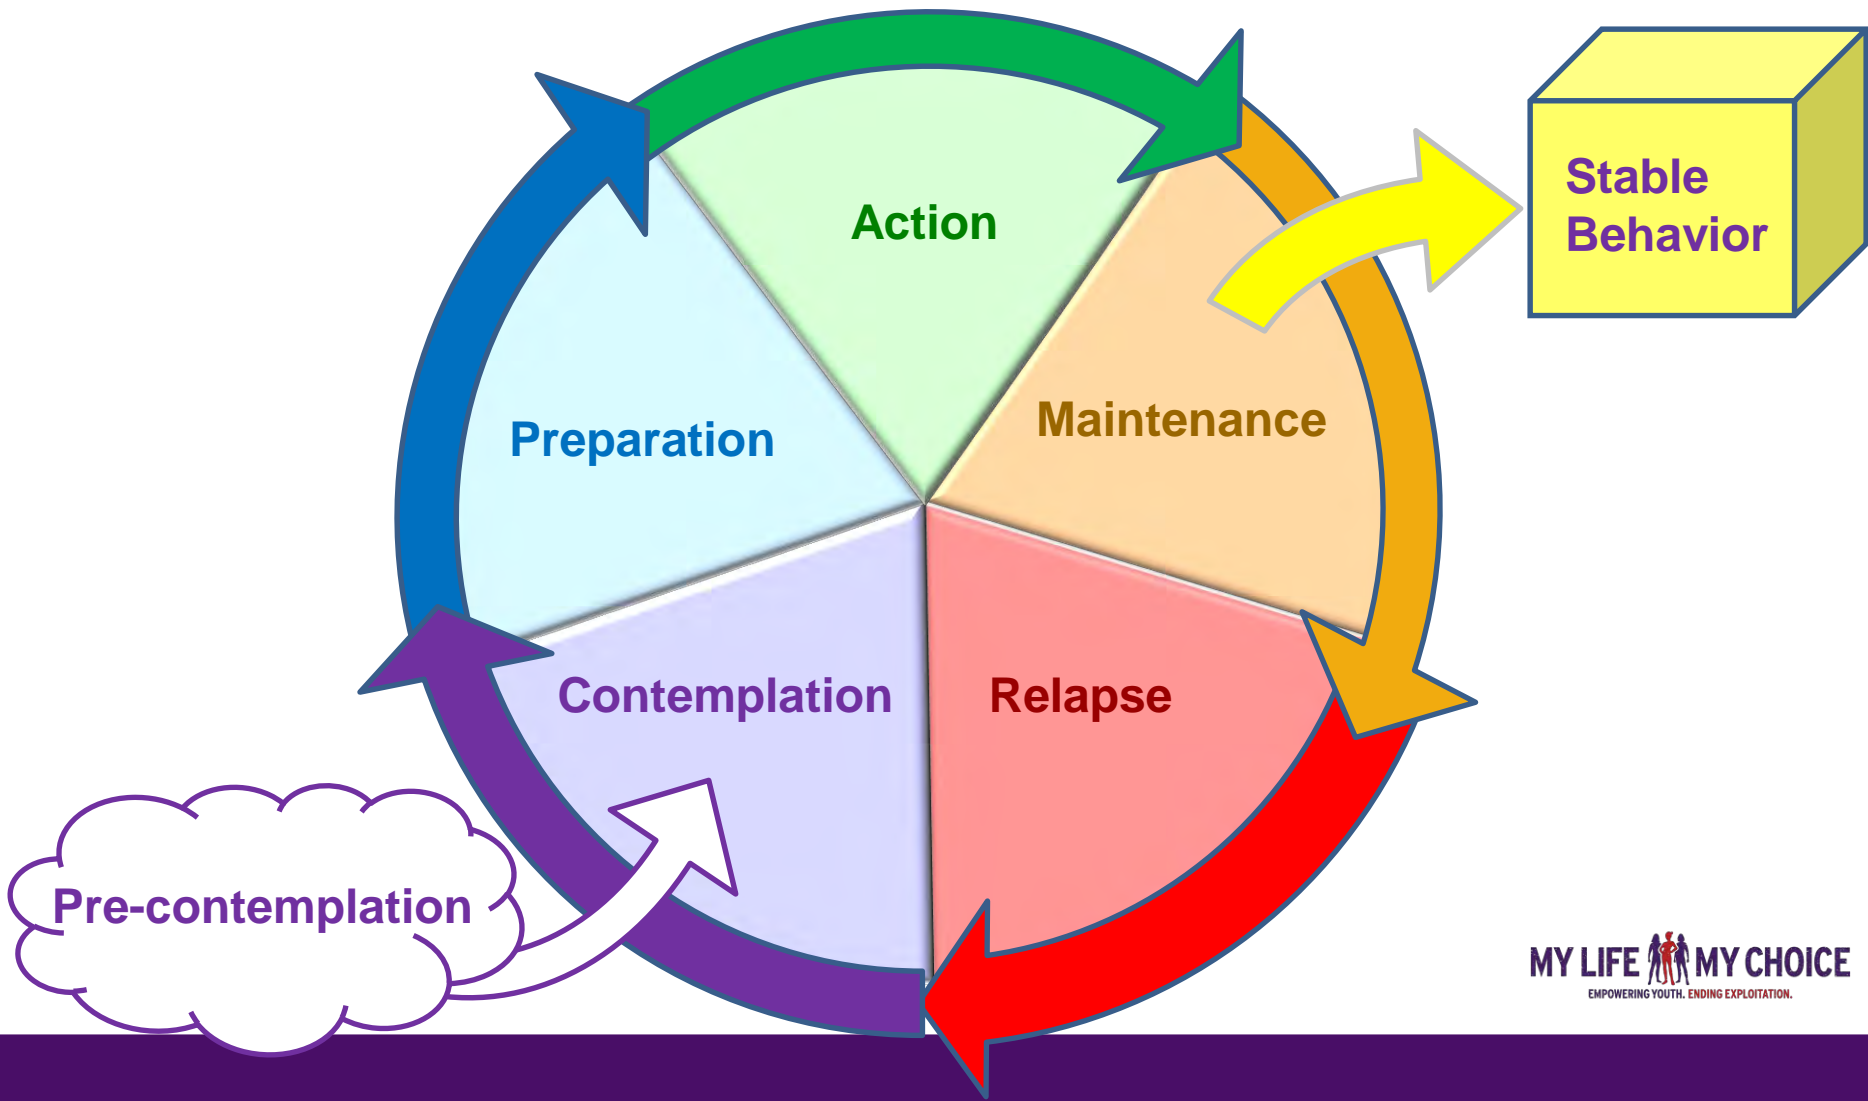 Action
Stable
Behavior
Preparation
Maintenance
Contemplation
Relapse
Pre-contemplation
MY LIFE MY CHOICE
EMPOWERING YOUTH. ENDING EXPLOITATION.